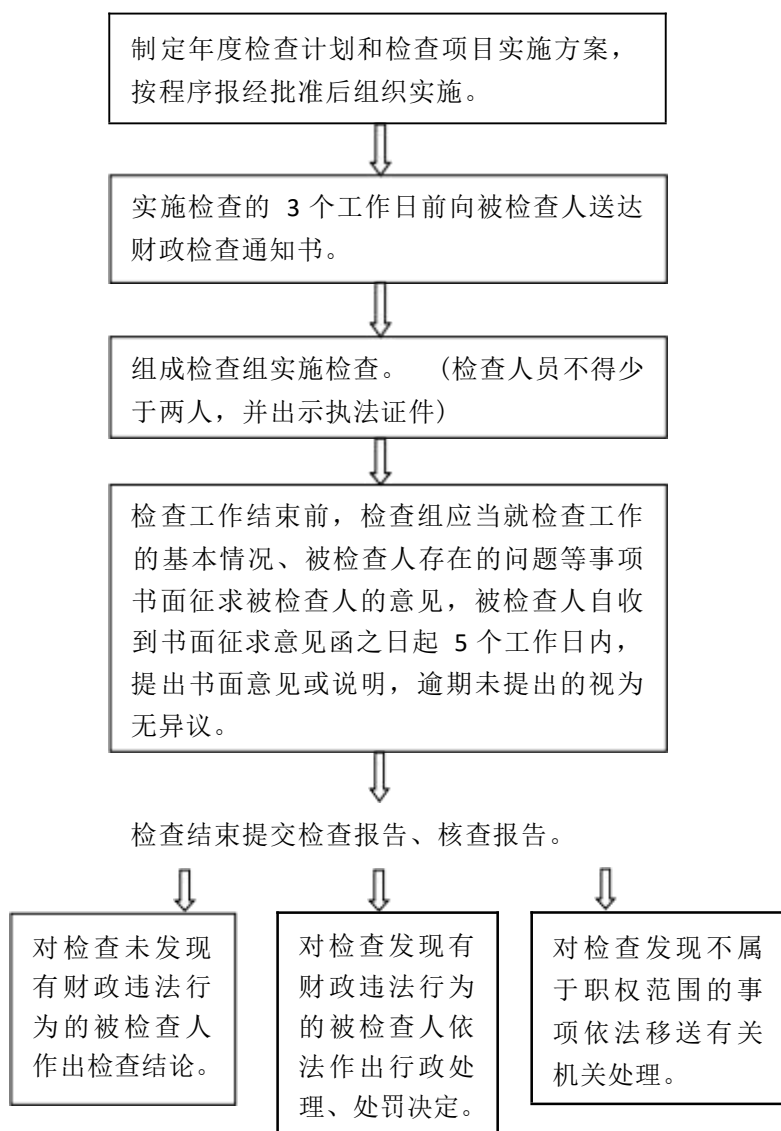 制定年度检查计划和检查项目实施方案，
按程序报经批准后组织实施。
实施检查的 3 个工作日前向被检查人送达
财政检查通知书。
组成检查组实施检查。 (检查人员不得少
于两人，并出示执法证件)
检查工作结束前，检查组应当就检查工作
的基本情况、被检查人存在的问题等事项
书面征求被检查人的意见，被检查人自收
到书面征求意见函之日起 5 个工作日内，
提出书面意见或说明，逾期未提出的视为
无异议。
检查结束提交检查报告、核查报告。
对检查未发现
有财政违法行
为的被检查人
作出检查结论。
对检查发现有
财政违法行为
的被检查人依
法作出行政处
理、处罚决定。
对检查发现不属
于职权范围的事
项依法移送有关
机关处理。